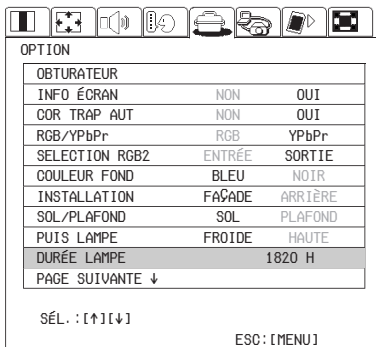 OPTION
OBTURATEUR
INFO ÉCRAN NON OUI
COR TRAP AUT NON OUI
RGB/YPbPr RGB YPbPr
SELECTION RGB2 ENTRÉE SORTIE
COULEUR FOND BLEU NOIR
INSTALLATION FAÇADE ARRIÈRE
SOL/PLAFOND SOL PLAFOND
PUIS LAMPE FROIDE HAUTE
DURÉE LAMPE 1820 H
PAGE SUIVANTE ↓
SÉL.:[↑][↓]
ESC:[MENU]